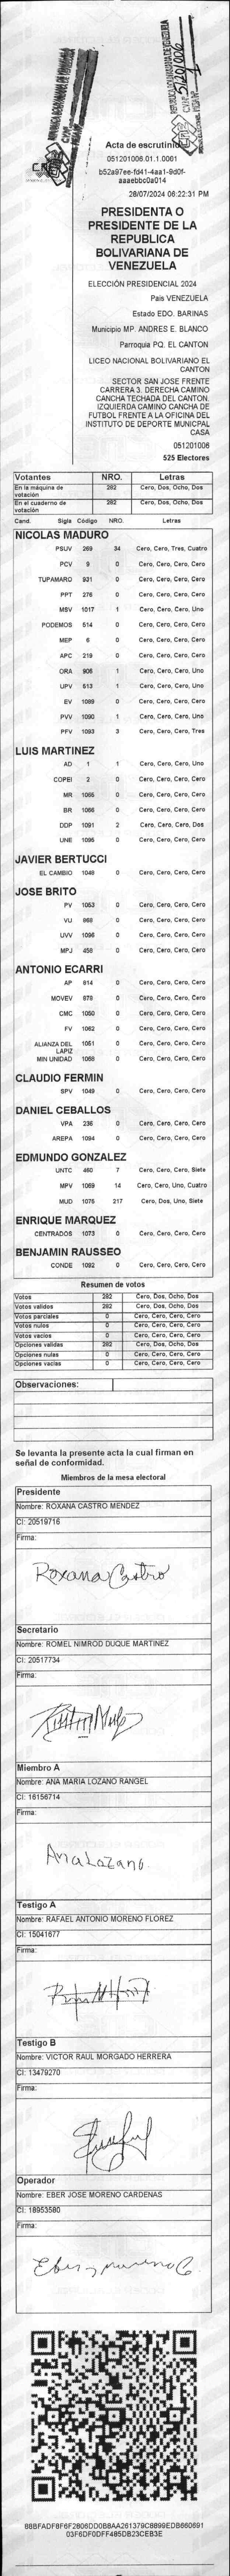 Acta de escrutinio
051201006.01.1.0001
b52a97ee-fd41-4aa1-9d0f-
aaaebbc0a014
28/07/2024 06:22:31 PM
PRESIDENTA O
PRESIDENTE DE LA
REPUBLICA
BOLIVARIANA DE
VENEZUELA
ELECCIÓN PRESIDENCIAL 2024
Pais VENEZUELA
Estado EDO. BARINAS
Municipio MP. ANDRES E. BLANCO
Parroquia PQ. EL CANTON
LICEO NACIONAL BOLIVARIANO EL
CANTON
SECTOR SAN JOSE FRENTE
CARRERA 3. DERECHA CAMINO
CANCHA TECHADA DEL CANTON.
IZQUIERDA CAMINO CANCHA DE
FUTBOL FRENTE A LA OFICINA DEL
INSTITUTO DE DEPORTE MUNICPAL
CASA
051201006
525 Electores
Votantes NRO. Letras
En la máquina de votación 282 Cero, Dos, Ocho, Dos
En el cuaderno de votación 282 Cero, Dos, Ocho, Dos
Cand. Sigla Código NRO. Letras
NICOLAS MADURO
PSUV 269 34 Cero, Cero, Tres, Cuatro
PCV 9 0 Cero, Cero, Cero, Cero
TUPAMARO 931 0 Cero, Cero, Cero, Cero
PPT 276 0 Cero, Cero, Cero, Cero
MSV 1017 1 Cero, Cero, Cero, Uno
PODEMOS 514 0 Cero, Cero, Cero, Cero
MEP 6 0 Cero, Cero, Cero, Cero
APC 219 0 Cero, Cero, Cero, Cero
ORA 906 1 Cero, Cero, Cero, Uno
UPV 513 1 Cero, Cero, Cero, Uno
EV 1089 0 Cero, Cero, Cero, Cero
PVV 1090 1 Cero, Cero, Cero, Uno
PFV 1093 3 Cero, Cero, Cero, Tres
LUIS MARTINEZ
AD 1 1 Cero, Cero, Cero, Uno
COPEI 2 0 Cero, Cero, Cero, Cero
MR 1065 0 Cero, Cero, Cero, Cero
BR 1066 0 Cero, Cero, Cero, Cero
DDP 1091 2 Cero, Cero, Cero, Dos
UNE 1095 0 Cero, Cero, Cero, Cero
JAVIER BERTUCCI
EL CAMBIO 1048 0 Cero, Cero, Cero, Cero
JOSE BRITO
PV 1053 0 Cero, Cero, Cero, Cero
VU 968 0 Cero, Cero, Cero, Cero
UVV 1096 0 Cero, Cero, Cero, Cero
MPJ 458 0 Cero, Cero, Cero, Cero
ANTONIO ECARRI
AP 814 0 Cero, Cero, Cero, Cero
MOVEV 878 0 Cero, Cero, Cero, Cero
CMC 1050 0 Cero, Cero, Cero, Cero
FV 1062 0 Cero, Cero, Cero, Cero
ALIANZA DEL LAPIZ 1051 0 Cero, Cero, Cero, Cero
MIN UNIDAD 1068 0 Cero, Cero, Cero, Cero
CLAUDIO FERMIN
SPV 1049 0 Cero, Cero, Cero, Cero
DANIEL CEBALLOS
VPA 236 0 Cero, Cero, Cero, Cero
AREPA 1094 0 Cero, Cero, Cero, Cero
EDMUNDO GONZALEZ
UNTC 460 7 Cero, Cero, Cero, Siete
MPV 1069 14 Cero, Cero, Uno, Cuatro
MUD 1075 217 Cero, Dos, Uno, Siete
ENRIQUE MARQUEZ
CENTRADOS 1073 0 Cero, Cero, Cero, Cero
BENJAMIN RAUSSEO
CONDE 1092 0 Cero, Cero, Cero, Cero
Resumen de votos
Votos 282 Cero, Dos, Ocho, Dos
Votos validos 282 Cero, Dos, Ocho, Dos
Votos parciales 0 Cero, Cero, Cero, Cero
Votos nulos 0 Cero, Cero, Cero, Cero
Votos vacios 0 Cero, Cero, Cero, Cero
Opciones validas 282 Cero, Dos, Ocho, Dos
Opciones nulas 0 Cero, Cero, Cero, Cero
Opciones vacias 0 Cero, Cero, Cero, Cero
Observaciones:
Se levanta la presente acta la cual firman en
señal de conformidad.
Miembros de la mesa electoral
Presidente
Nombre: ROXANA CASTRO MENDEZ
CI: 20519716
Firma:
Roxana Castro
Secretario
Nombre: ROMEL NIMROD DUQUE MARTINEZ
CI: 20517734
Firma:
Miembro A
Nombre: ANA MARIA LOZANO RANGEL
CI: 16156714
Firma:
Ana Lozano
Testigo A
Nombre: RAFAEL ANTONIO MORENO FLOREZ
CI: 15041677
Firma:
Testigo B
Nombre: VICTOR RAUL MORGADO HERRERA
CI: 13479270
Firma:
Operador
Nombre: EBER JOSE MORENO CARDENAS
CI: 18953580
Firma:
Eber J Moreno C
88BFADF8F6F2806DD0B8AA261379C8899EDB660691
03F6DF0DFF485DB23CEB3E